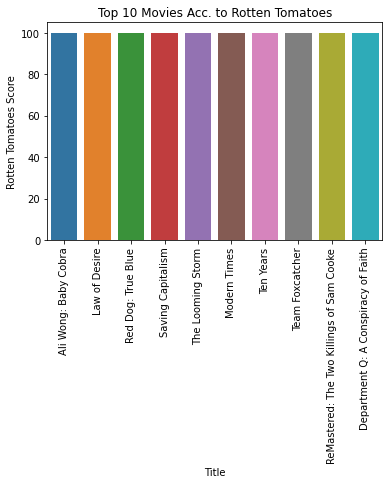 Top 10 Movies Acc. to Rotten Tomatoes
Rotten Tomatoes Score
100
80
60
40
20
0
Ali Wong: Baby Cobra
Law of Desire
Red Dog: True Blue
Saving Capitalism
The Looming Storm
Modern Times
Ten Years
Team Foxcatcher
ReMastered: The Two Killings of Sam Cooke
Department Q: A Conspiracy of Faith
Title